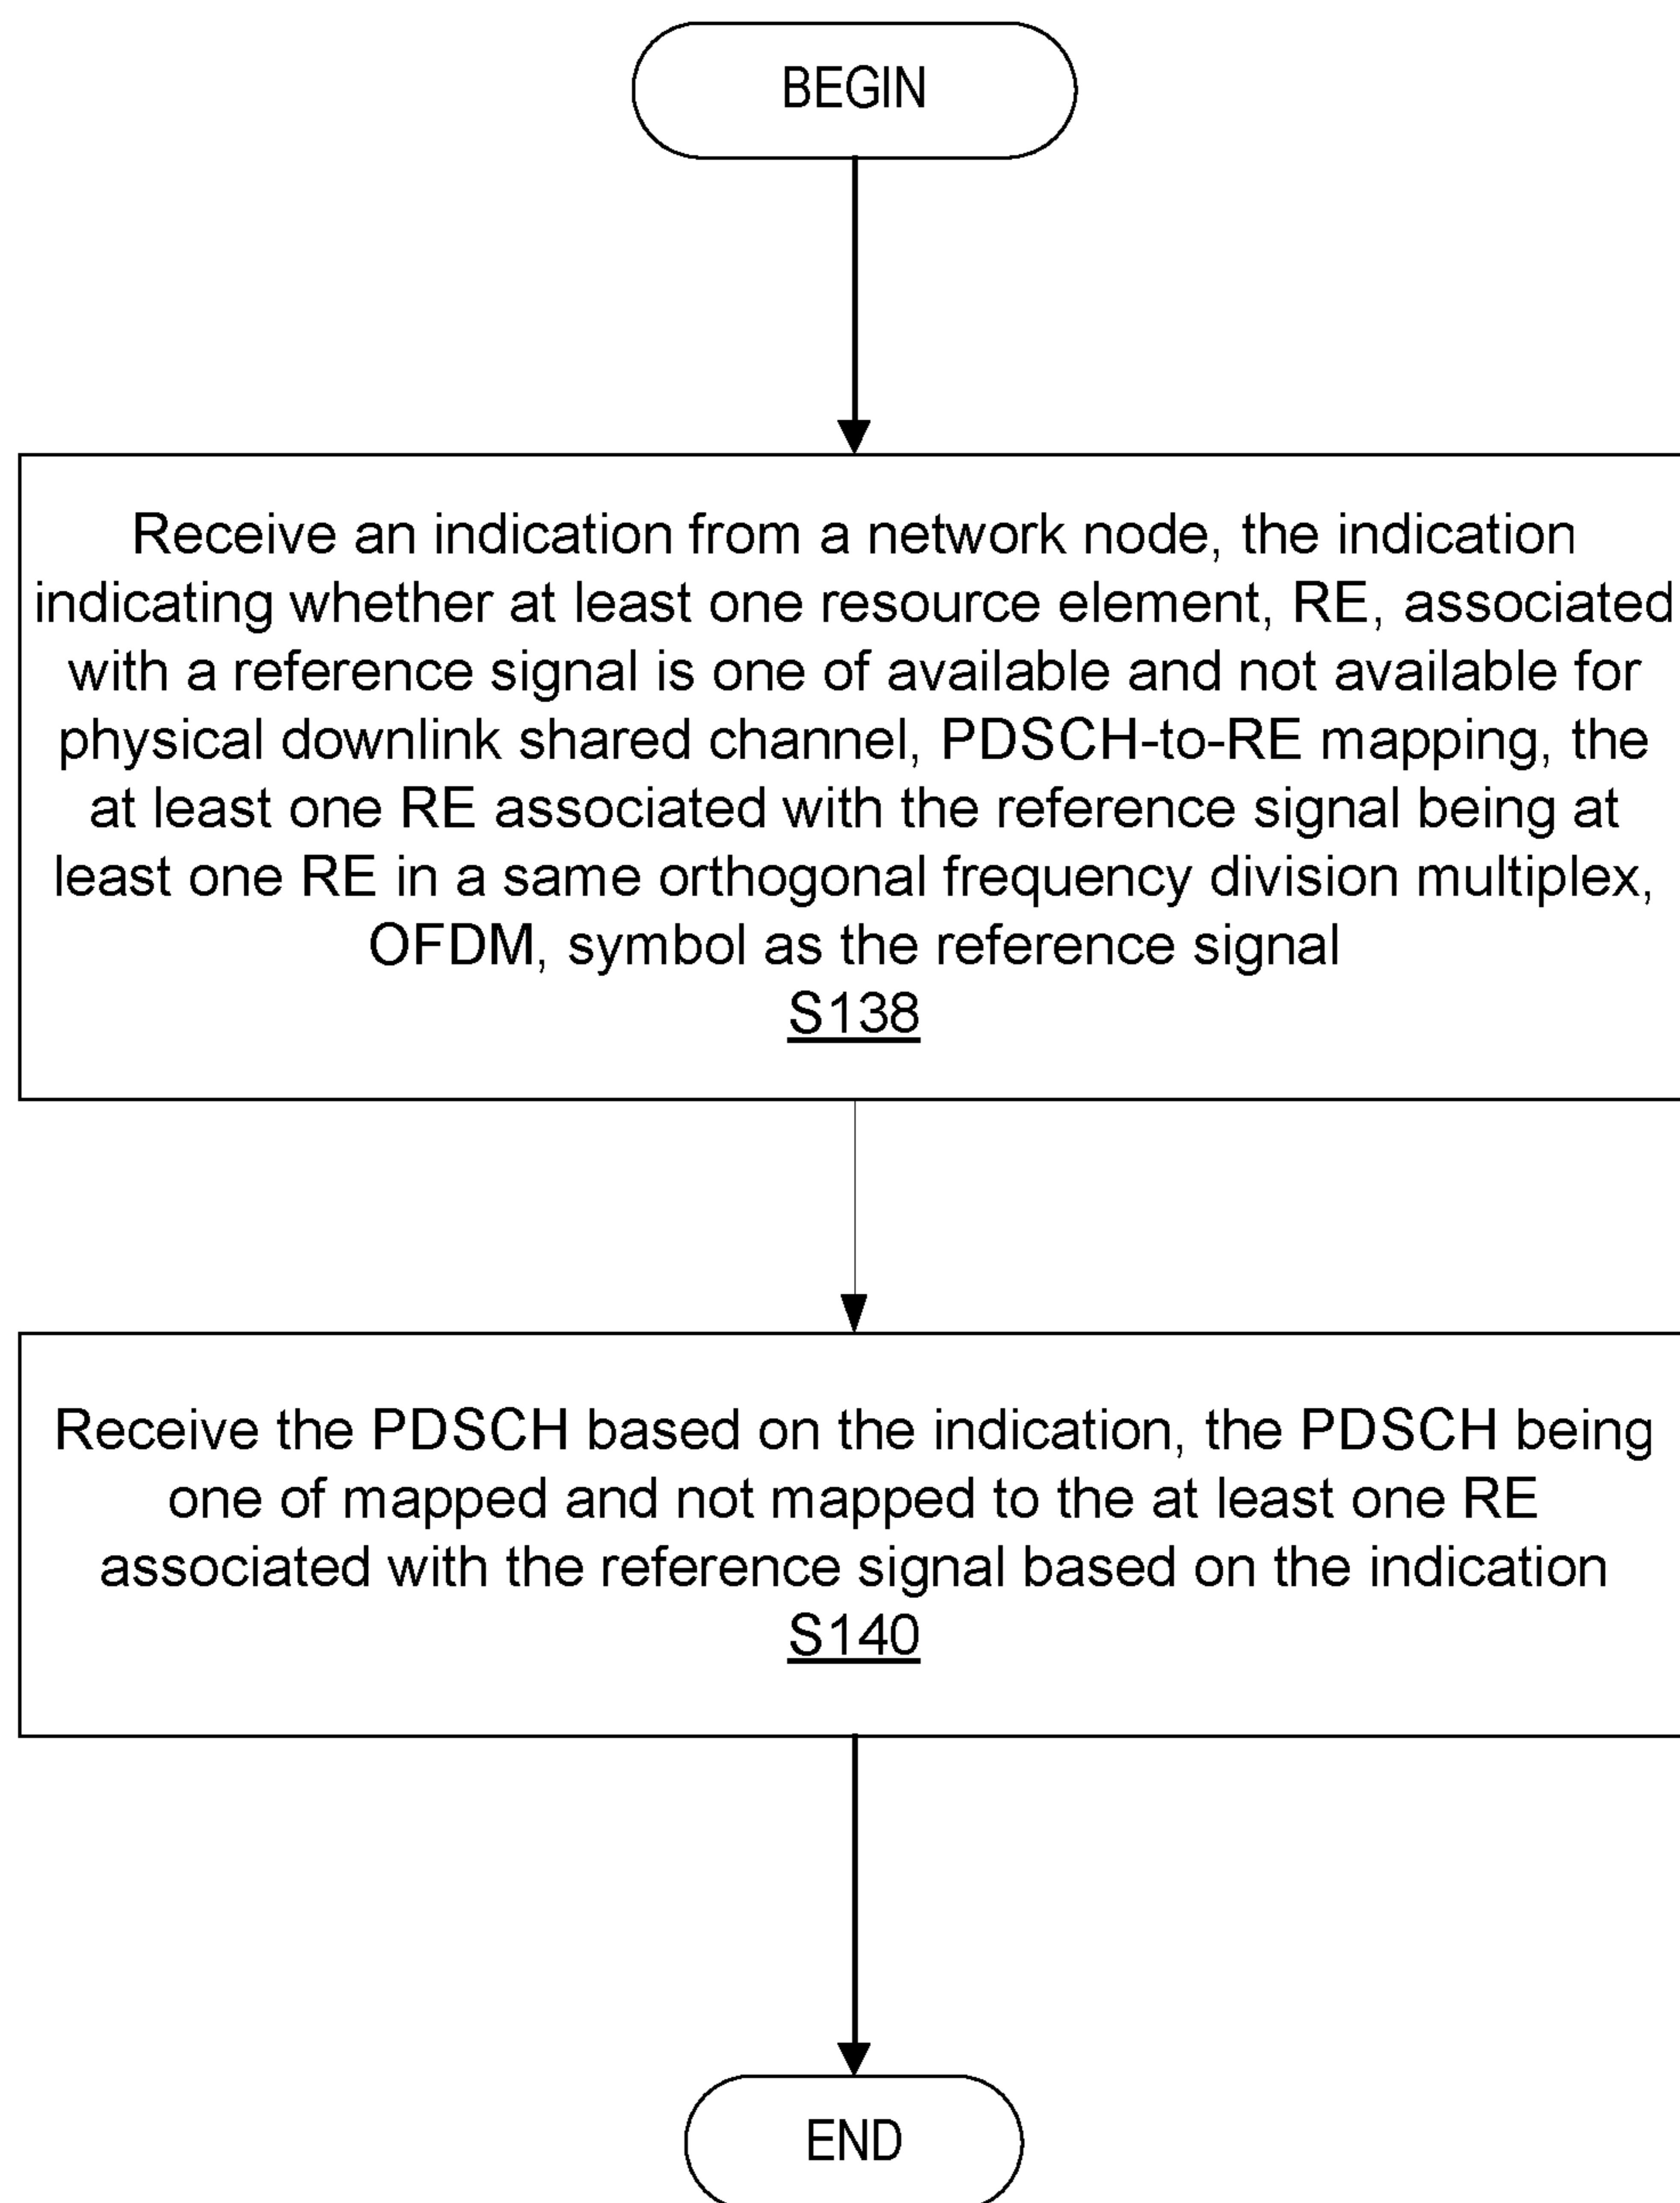 BEGIN
Receive an indication from a network node, the indication
indicating whether at least one resource element, RE, associated
with a reference signal is one of available and not available for
physical downlink shared channel, PDSCH-to-RE mapping, the
at least one RE associated with the reference signal being at
least one RE in a same orthogonal frequency division multiplex,
OFDM, symbol as the reference signal
S138
Receive the PDSCH based on the indication, the PDSCH being
one of mapped and not mapped to the at least one RE
associated with the reference signal based on the indication
S140
END